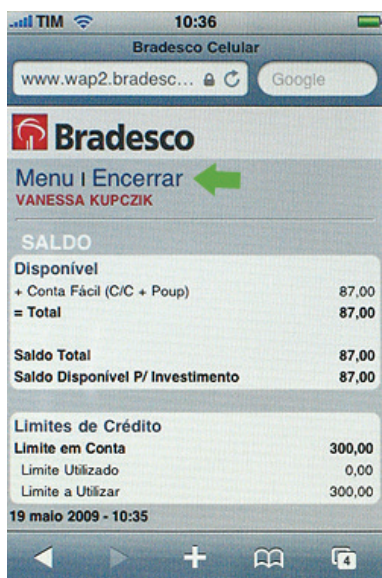 TIM 10:36
Bradesco Celular
www.wap2.bradesc... Google
Bradesco
Menu | Encerrar
VANESSA KUPCZIK
SALDO
Disponível
+ Conta Fácil (C/C + Poup) 87,00
= Total 87,00
Saldo Total 87,00
Saldo Disponível P/ Investimento 87,00
Limites de Crédito
Limite em Conta 300,00
Limite Utilizado 0,00
Limite a Utilizar 300,00
19 maio 2009 - 10:35
4